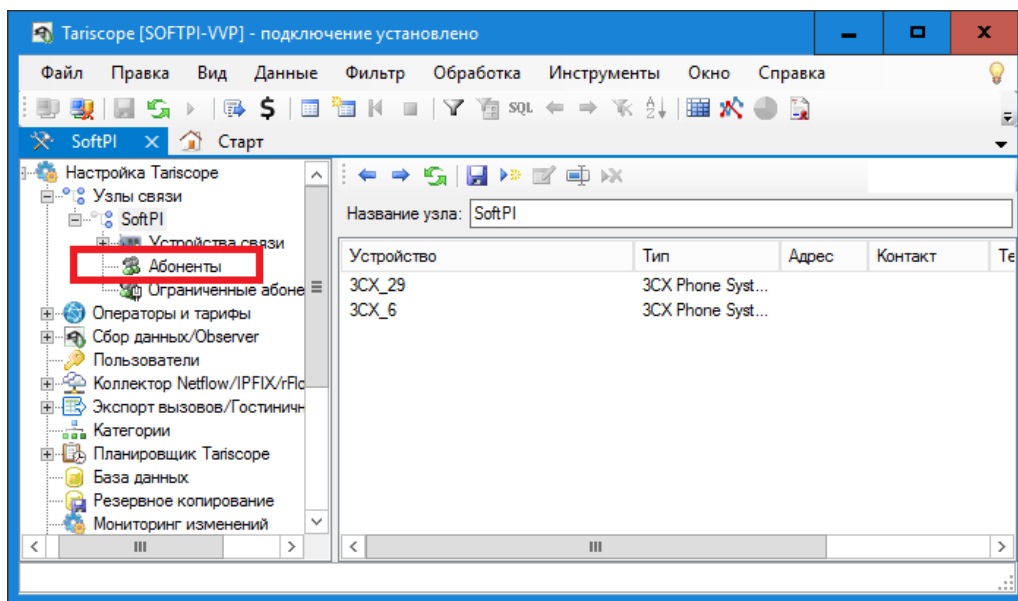 Tariscope [SOFTPI-VVP] - подключение установлено
Файл Правка Вид Данные Фильтр Обработка Инструменты Окно Справка
SQL
SoftPI Старт
Настройка Tariscope
Узлы связи
SoftPI
Устройства связи
Абоненты
Ограниченные абоне
Операторы и тарифы
Сбор данных/Observer
Пользователи
Коллектор Netflow/IPFIX/rFlo
Экспорт вызовов/Гостиничн
Категории
Планировщик Tariscope
База данных
Резервное копирование
Мониторинг изменений
Название узла: SoftPI
Устройство Тип Адрес Контакт Те
3CX_29 3CX Phone Syst...
3CX_6 3CX Phone Syst...